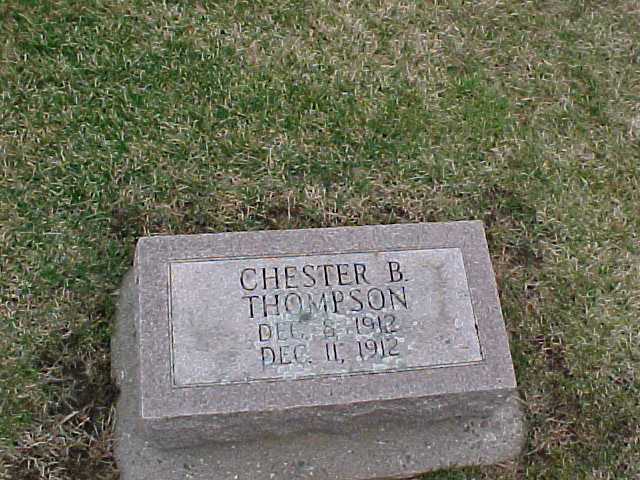 CHESTER B.
THOMPSON
DEC. 8, 1912
DEC. 11, 1912